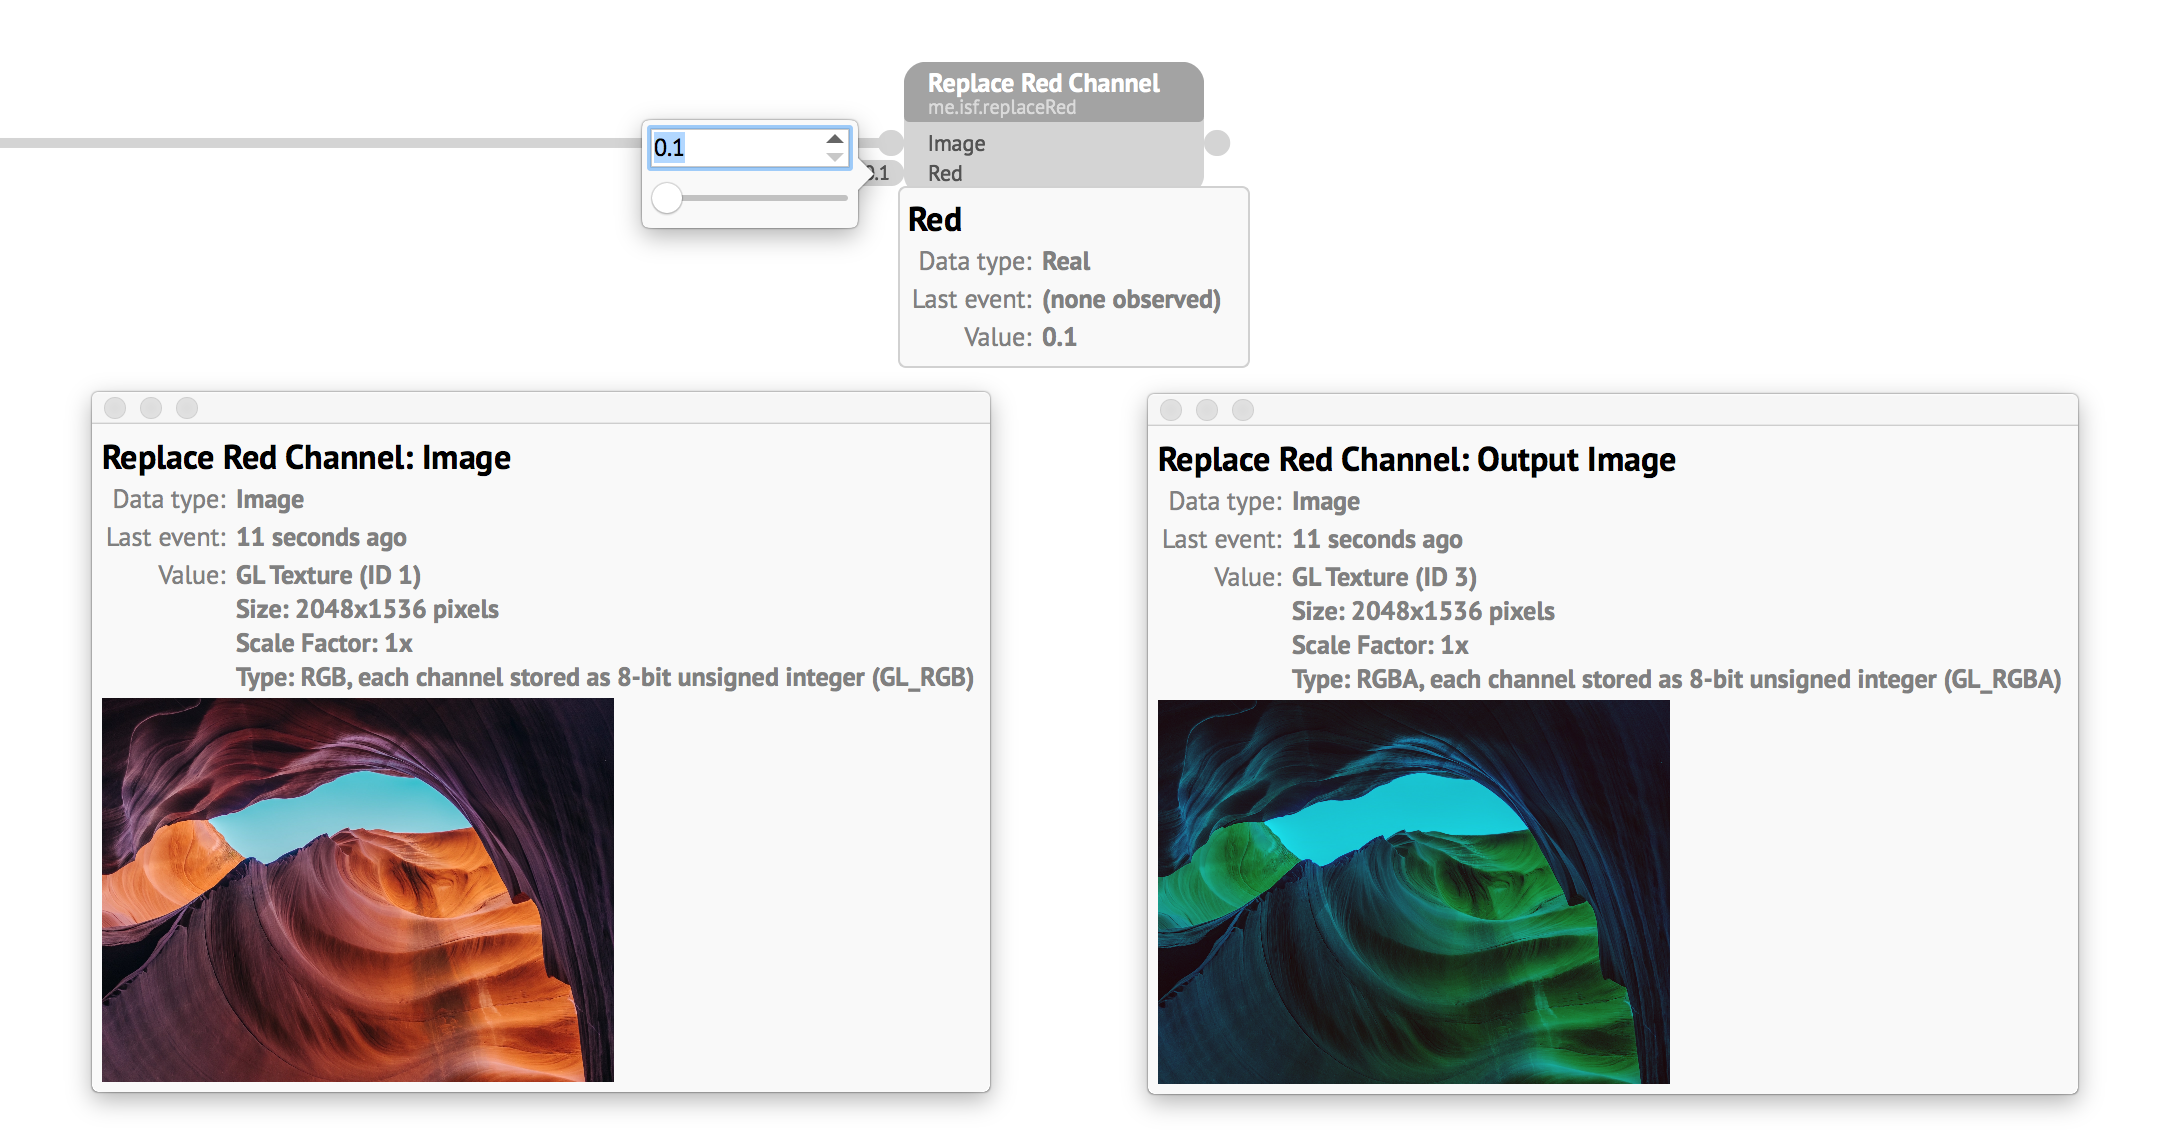 Replace Red Channel
me.isf.replaceRed
0.1
Image
0.1
Red
Red
Data type: Real
Last event: (none observed)
Value: 0.1
Replace Red Channel: Image
Data type: Image
Last event: 11 seconds ago
Value: GL Texture (ID 1)
Size: 2048x1536 pixels
Scale Factor: 1x
Type: RGB, each channel stored as 8-bit unsigned integer (GL_RGB)
Replace Red Channel: Output Image
Data type: Image
Last event: 11 seconds ago
Value: GL Texture (ID 3)
Size: 2048x1536 pixels
Scale Factor: 1x
Type: RGBA, each channel stored as 8-bit unsigned integer (GL_RGBA)